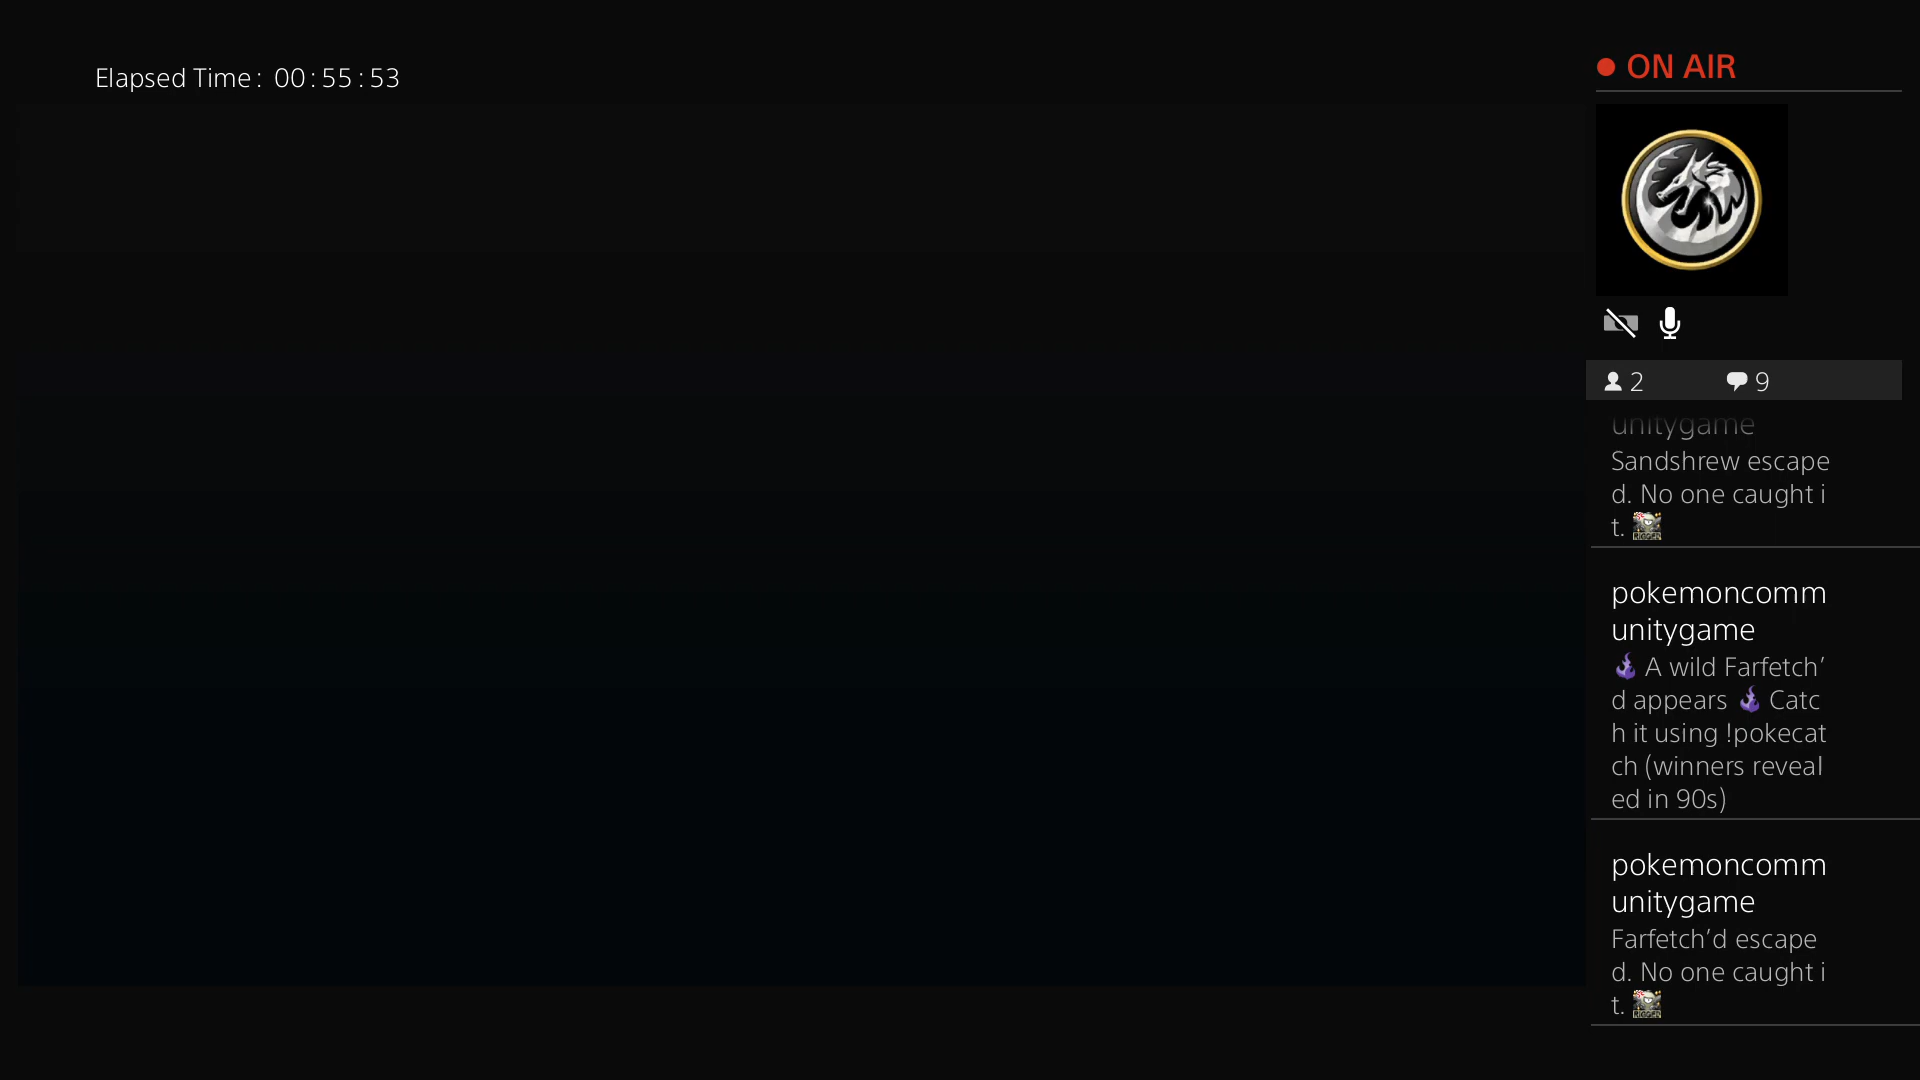 Elapsed Time: 00:55:53
ON AIR
2 9
unitygame
Sandshrew escape
d. No one caught i
t.
pokemoncomm
unitygame
A wild Farfetch’
d appears Catc
h it using !pokecat
ch (winners reveal
ed in 90s)
pokemoncomm
unitygame
Farfetch’d escape
d. No one caught i
t.